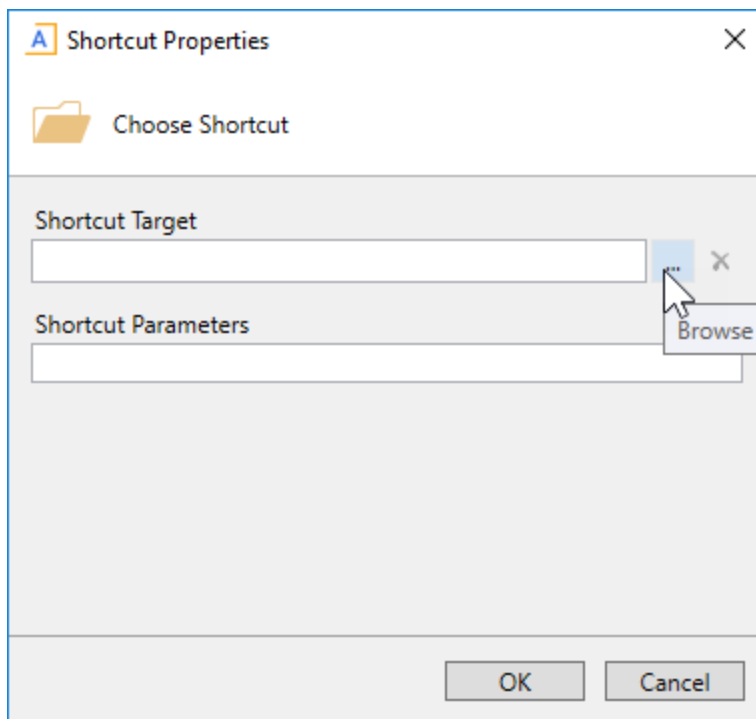 A Shortcut Properties
Choose Shortcut
Shortcut Target
...
Shortcut Parameters
Browse
OK Cancel